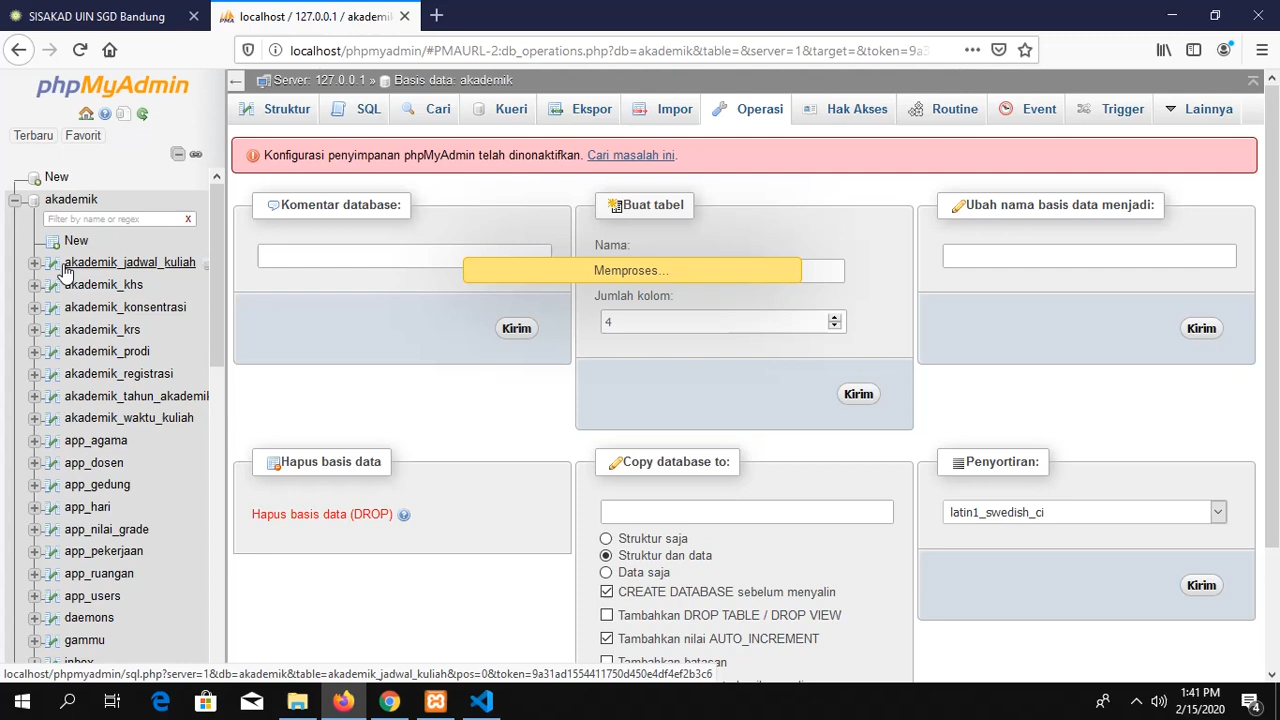 SISAKAD UIN SGD Bandung
localhost / 127.0.0.1 / akademi
localhost/phpmyadmin/#PMAURL-2:db_operations.php?db=akademik&table=&server=1&target=&token=9a3
phpMyAdmin
Server: 127.0.0.1 » Basis data: akademik
Struktur SQL Cari Kueri Ekspor Impor Operasi Hak Akses Routine Event Trigger Lainnya
Terbaru Favorit
Konfigurasi penyimpanan phpMyAdmin telah dinonaktifkan. Cari masalah ini.
New
akademik
Filter by name or regex X
New
akademik_jadwal_kuliah
akademik_khs
akademik_konsentrasi
akademik_krs
akademik_prodi
akademik_registrasi
akademik_tahun_akademik
akademik_waktu_kuliah
app_agama
app_dosen
app_gedung
app_hari
app_nilai_grade
app_pekerjaan
app_ruangan
app_users
daemons
gammu
inbox
Komentar database:
Kirim
Buat tabel
Nama:
Memproses...
Jumlah kolom:
4
Kirim
Ubah nama basis data menjadi:
Kirim
Hapus basis data
Hapus basis data (DROP)
Copy database to:
Struktur saja
Struktur dan data
Data saja
CREATE DATABASE sebelum menyalin
Tambahkan DROP TABLE / DROP VIEW
Tambahkan nilai AUTO_INCREMENT
Tambahkan batasan
Penyortiran:
latin1_swedish_ci
Kirim
localhost/phpmyadmin/sql.php?server=1&db=akademik&table=akademik_jadwal_kuliah&pos=0&token=9a31ad1554411750d450e4df4ef2b3c6
1:41 PM
2/15/2020
4